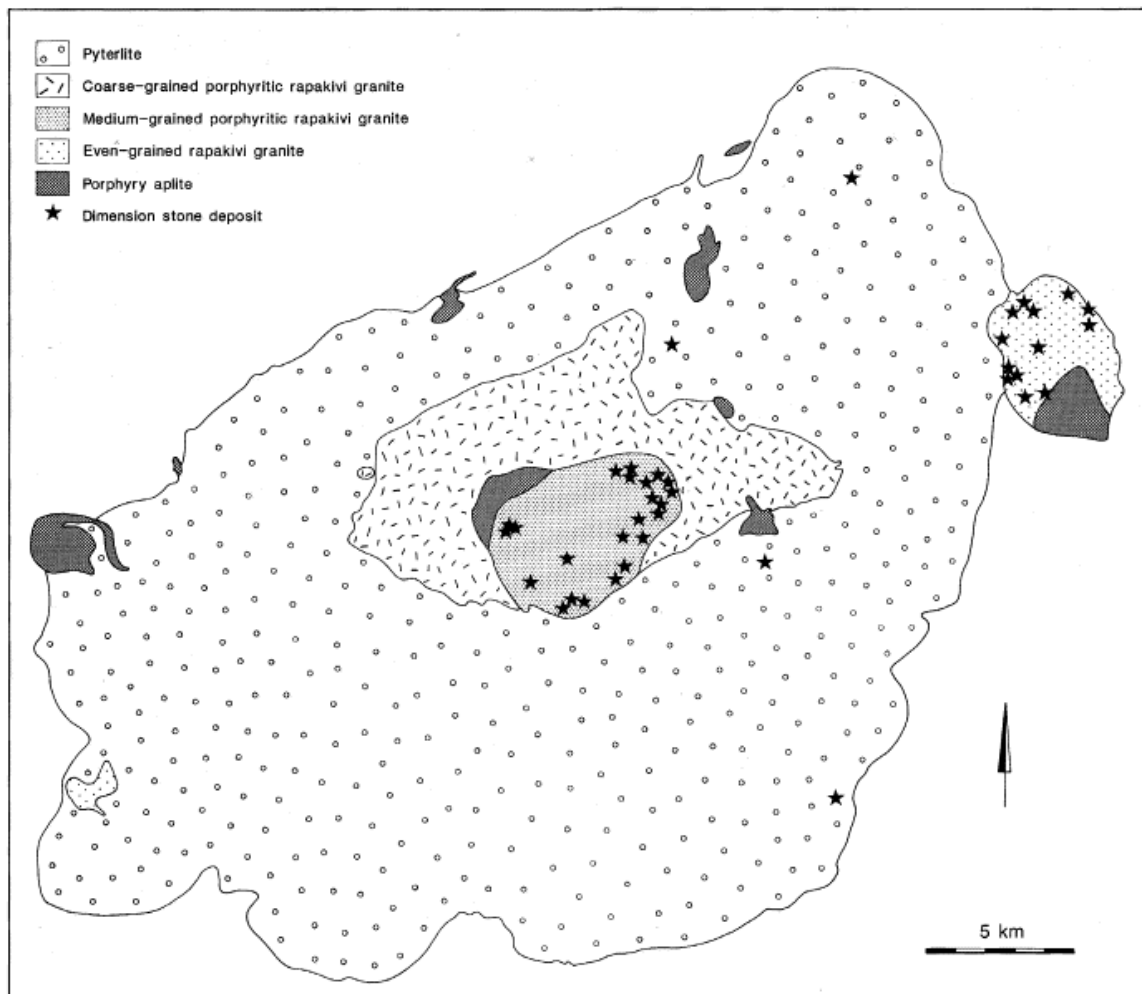 Pyterlite
Coarse-grained porphyritic rapakivi granite
Medium-grained porphyritic rapakivi granite
Even-grained rapakivi granite
Porphyry aplite
Dimension stone deposit
5 km